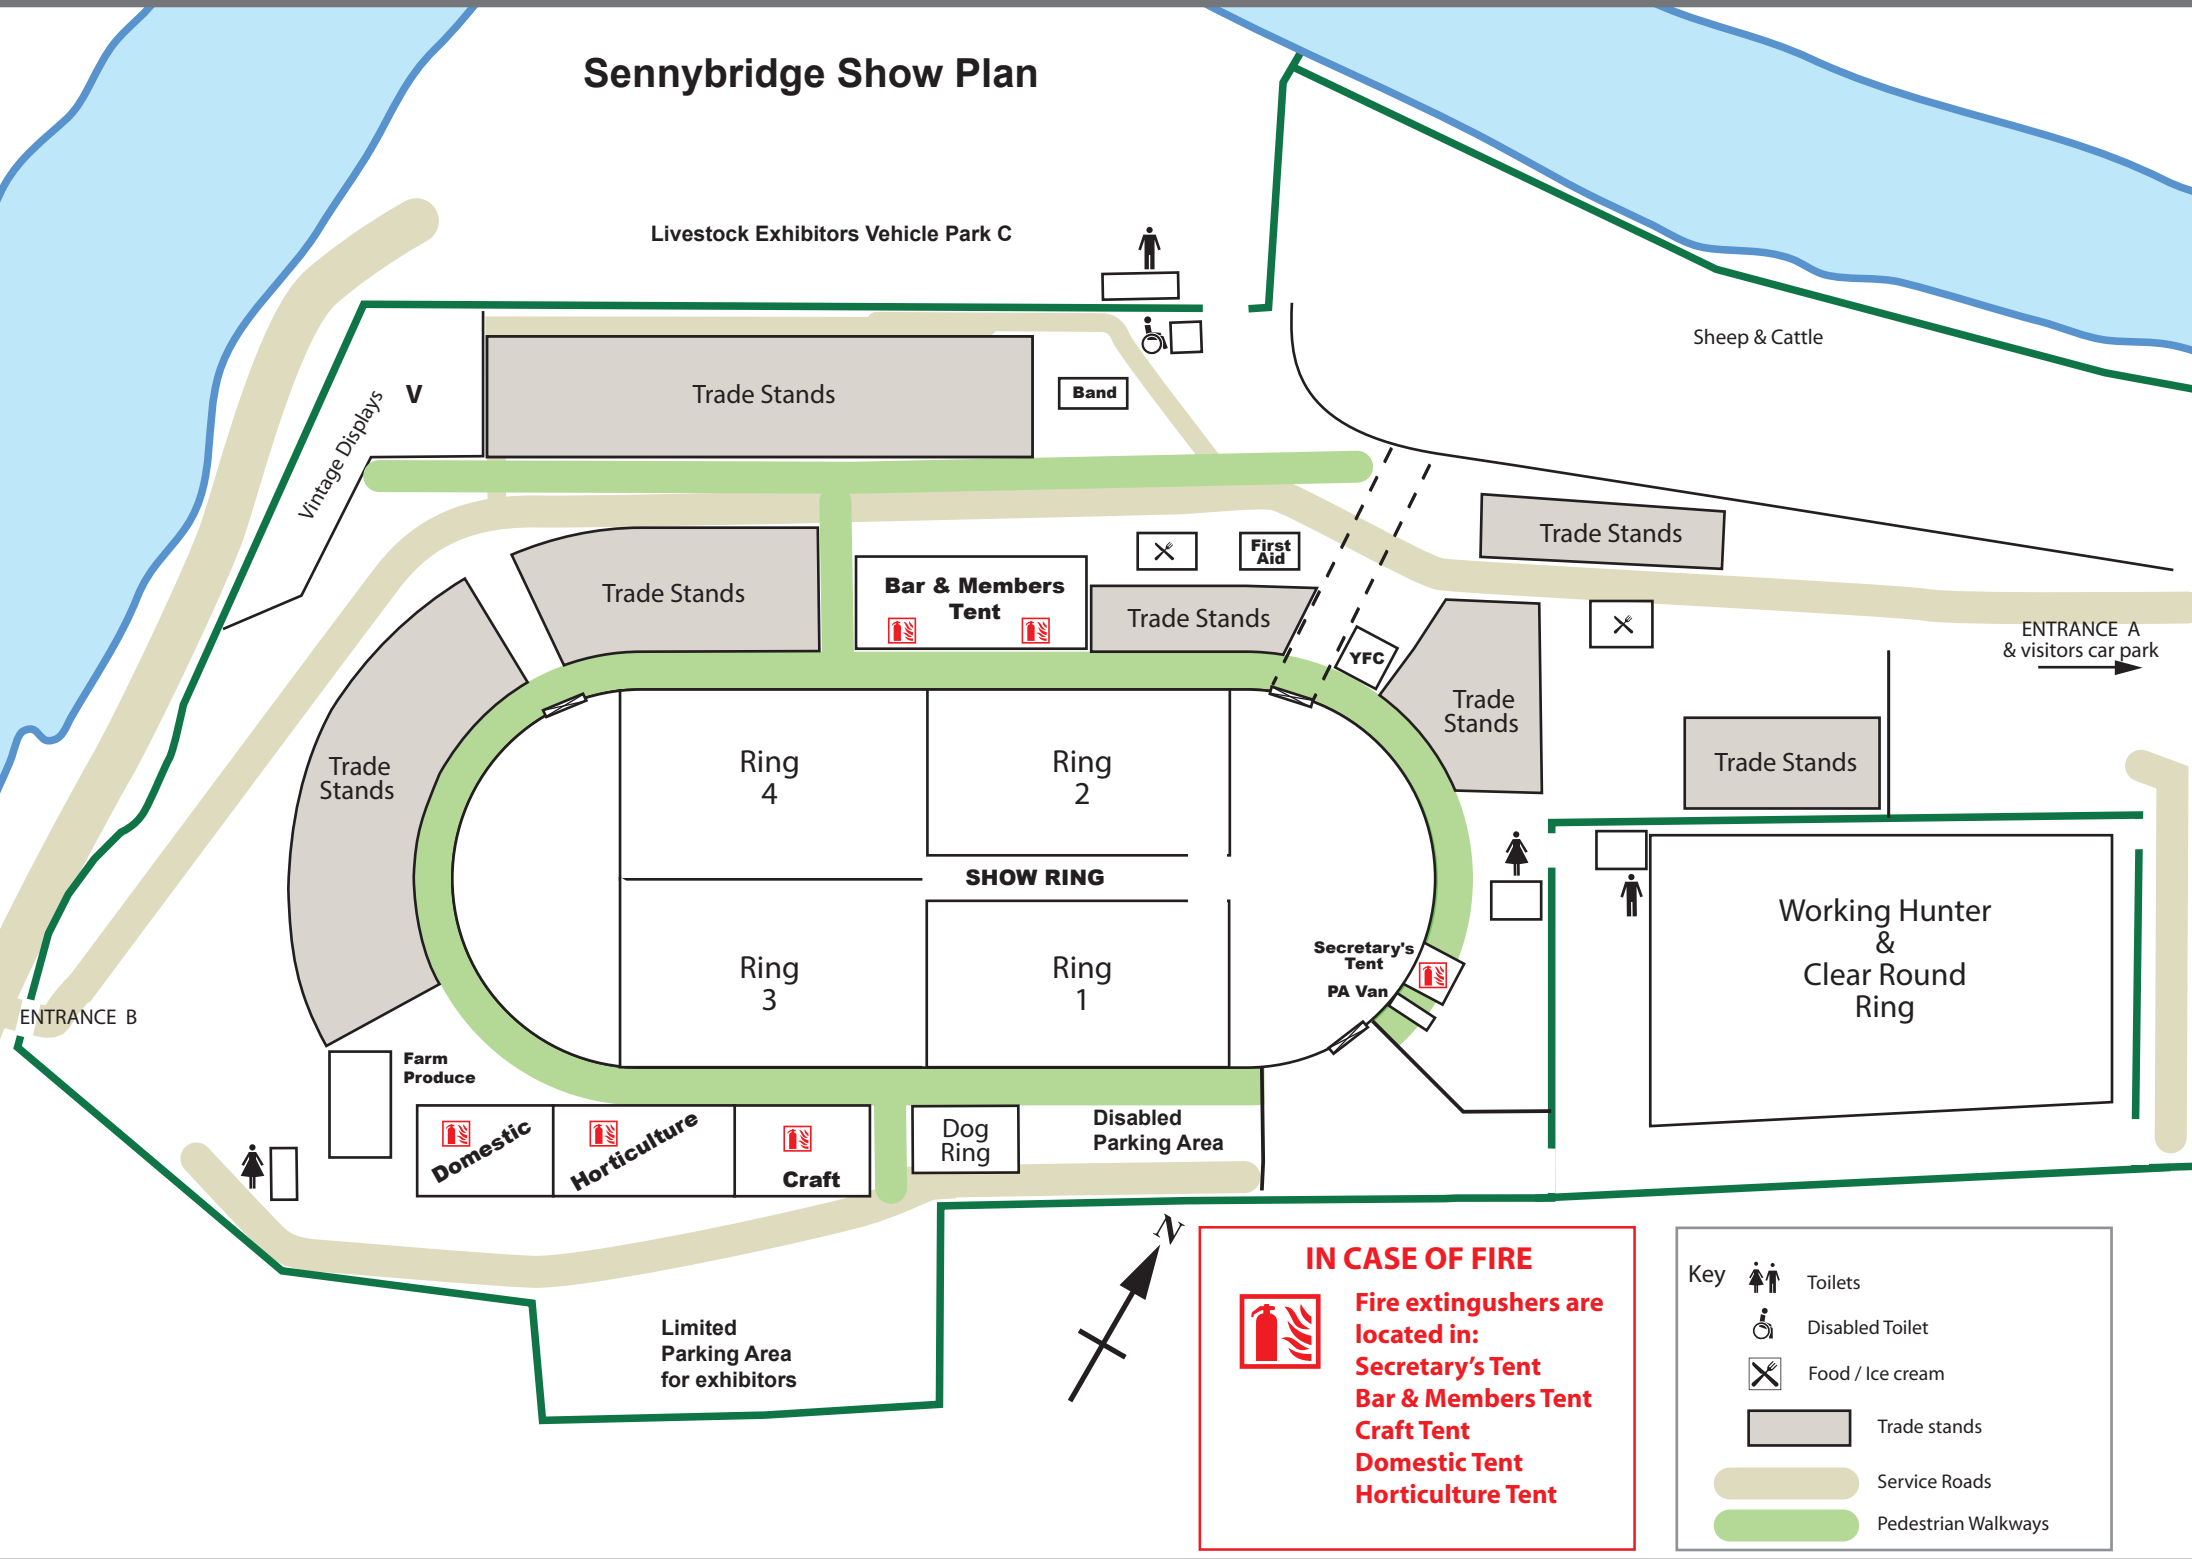 Sennybridge Show Plan
Livestock Exhibitors Vehicle Park C
Sheep & Cattle
Vintage Displays
V
Trade Stands
Band
Trade Stands
Bar & Members
Tent
First
Aid
Trade Stands
Trade Stands
YFC
ENTRANCE A
& visitors car park
Trade
Stands
Trade Stands
Trade
Stands
Ring
4
Ring
2
SHOW RING
Ring
3
Ring
1
Secretary's
Tent
PA Van
Working Hunter
&
Clear Round
Ring
ENTRANCE B
Farm
Produce
Domestic
Horticulture
Craft
Dog
Ring
Disabled
Parking Area
Limited
Parking Area
for exhibitors
N
IN CASE OF FIRE
Fire extingushers are
located in:
Secretary’s Tent
Bar & Members Tent
Craft Tent
Domestic Tent
Horticulture Tent
Key
Toilets
Disabled Toilet
Food / Ice cream
Trade stands
Service Roads
Pedestrian Walkways